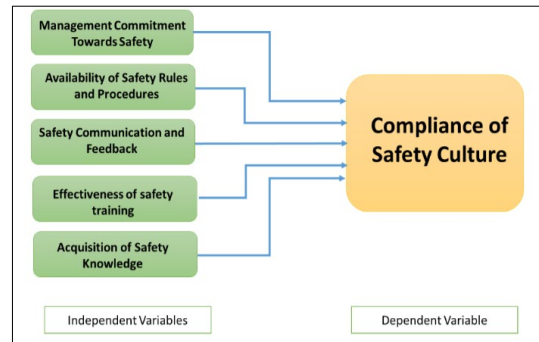 Management Commitment
Towards Safety
Availability of Safety Rules
and Procedures
Safety Communication and
Feedback
Effectiveness of safety
training
Acquisition of Safety
Knowledge
Compliance of
Safety Culture
Independent Variables
Dependent Variable